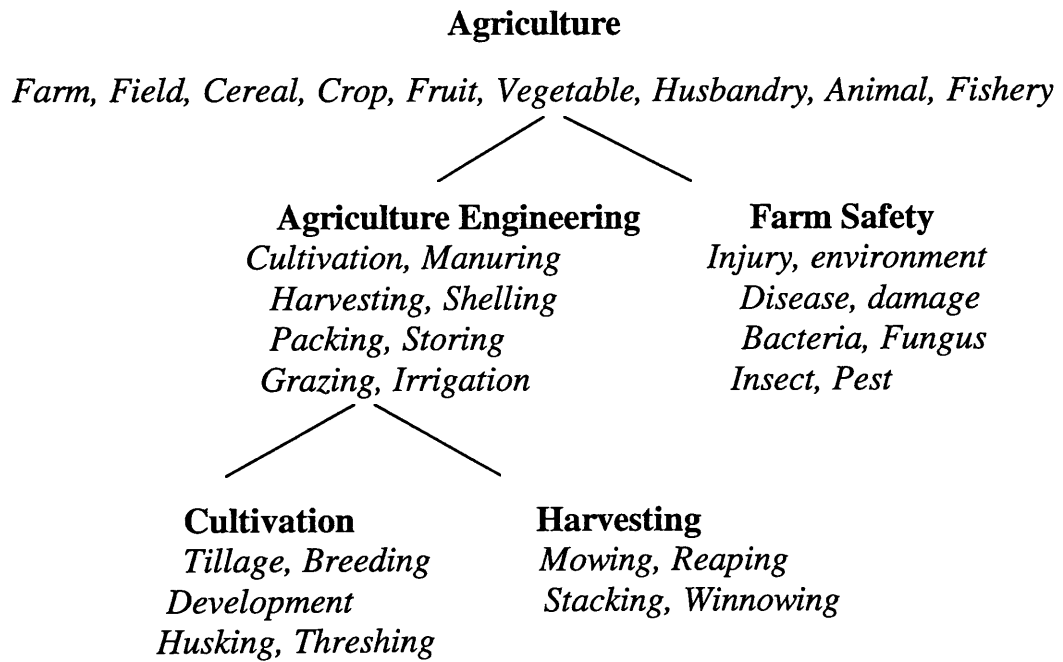 Agriculture
Farm, Field, Cereal, Crop, Fruit, Vegetable, Husbandry, Animal, Fishery
Agriculture Engineering
Cultivation, Manuring
Harvesting, Shelling
Packing, Storing
Grazing, Irrigation
Farm Safety
Injury, environment
Disease, damage
Bacteria, Fungus
Insect, Pest
Cultivation
Tillage, Breeding
Development
Husking, Threshing
Harvesting
Mowing, Reaping
Stacking, Winnowing